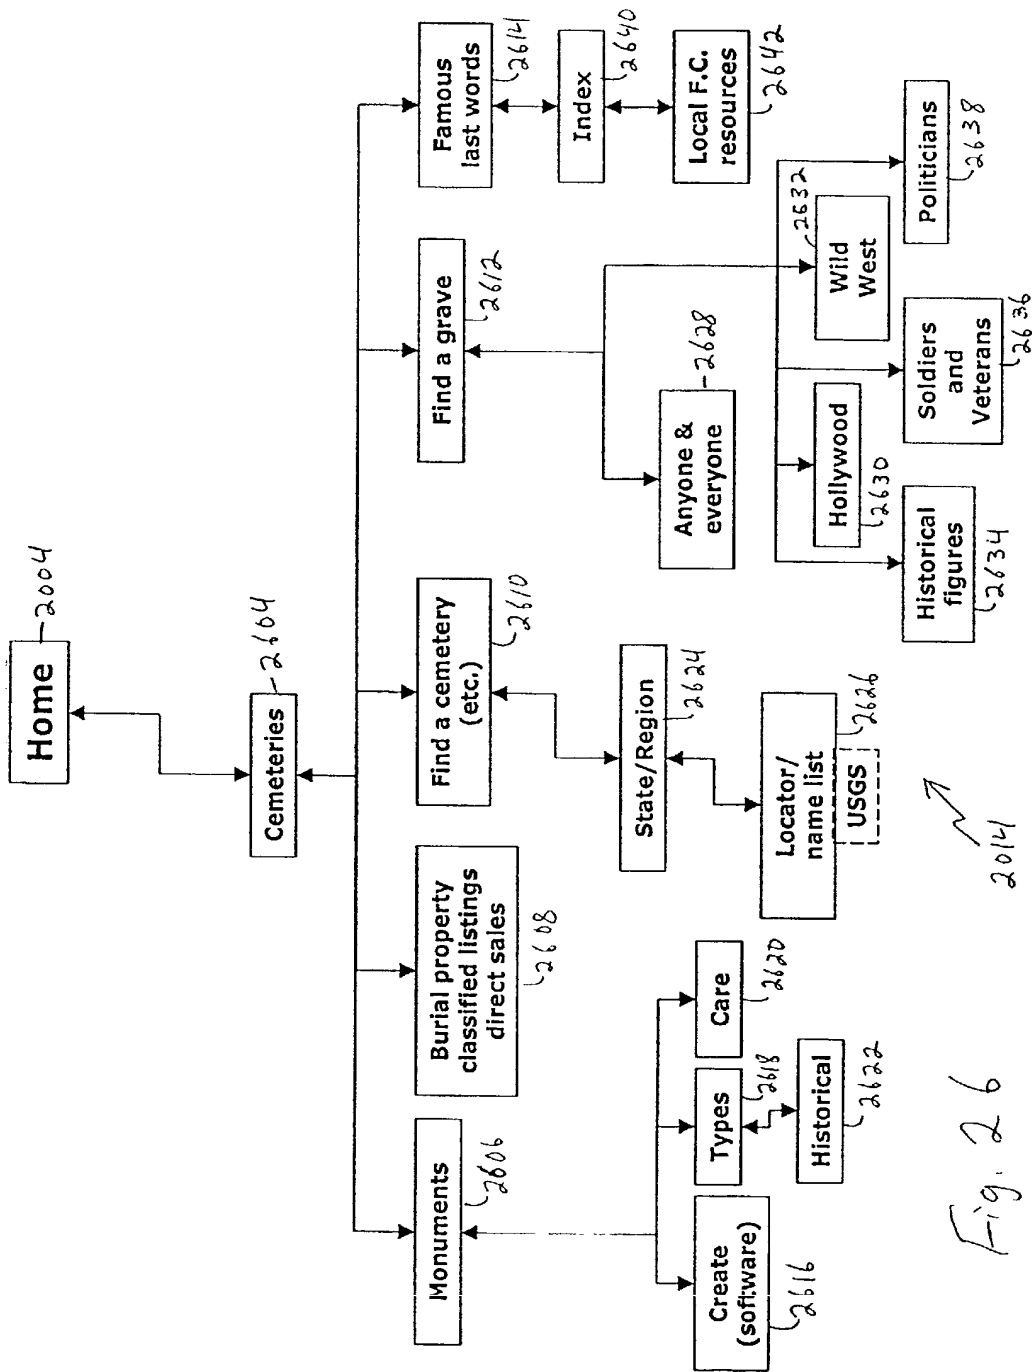 Home
2004
Cemeteries
2604
Monuments
2606
Burial property
classified listings
direct sales
2608
Find a cemetery
(etc.)
2610
Find a grave
2612
Famous
last words
2614
Create
(software)
2616
Types
2618
Care
2620
Historical
2622
State/Region
2624
Locator/
name list
2626
USGS
Anyone &
everyone
2628
Hollywood
2630
Wild
West
2632
Historical
figures
2634
Soldiers
and
Veterans
2636
Politicians
2638
Index
2640
Local F.C.
resources
2642
2014
Fig. 26